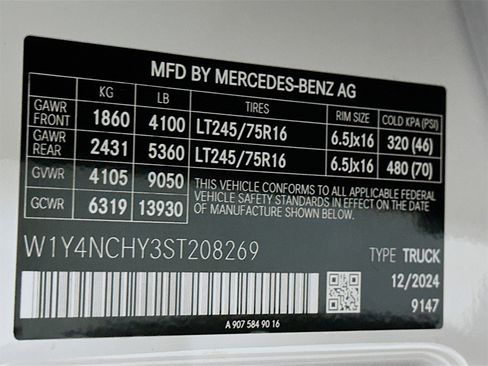 MFD BY MERCEDES-BENZ AG
KG LB TIRES RIM SIZE COLD KPA (PSI)
GAWR FRONT 1860 4100 LT245/75R16 6.5Jx16 320 (46)
GAWR REAR 2431 5360 LT245/75R16 6.5Jx16 480 (70)
GVWR 4105 9050
GCWR 6319 13930
THIS VEHICLE CONFORMS TO ALL APPLICABLE FEDERAL
VEHICLE SAFETY STANDARDS IN EFFECT ON THE DATE
OF MANUFACTURE SHOWN ABOVE.
W1Y4NCHY3ST208269
TYPE TRUCK
12/2024
9147
A 907 584 90 16